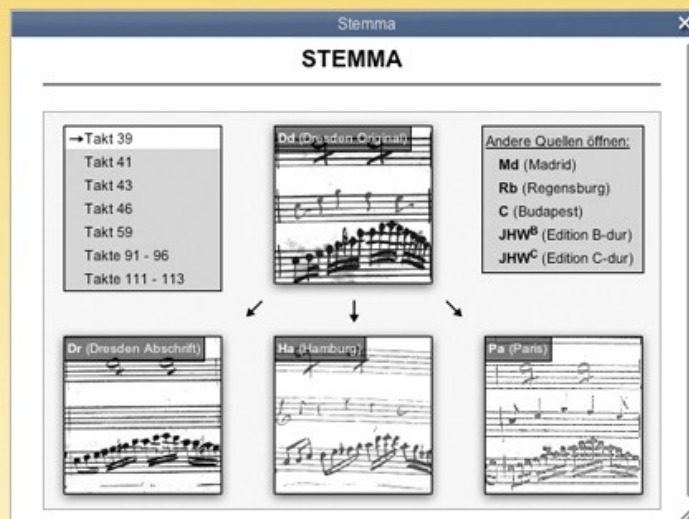 Stemma
STEMMA
→Takt 39
Takt 41
Takt 43
Takt 46
Takt 59
Takte 91 - 96
Takte 111 - 113
Dd (Dresden Original)
Andere Quellen öffnen:
Md (Madrid)
Rb (Regensburg)
C (Budapest)
JHWᴮ (Edition B-dur)
JHWᶜ (Edition C-dur)
Dr (Dresden Abschrift)
Ha (Hamburg)
Pa (Paris)